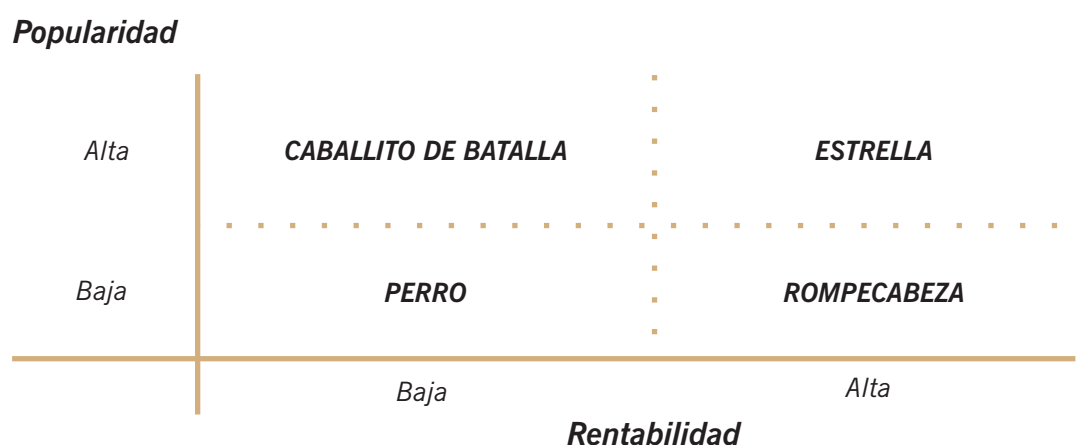 Popularidad
Alta
CABALLITO DE BATALLA
ESTRELLA
Baja
PERRO
ROMPECABEZA
Baja
Alta
Rentabilidad